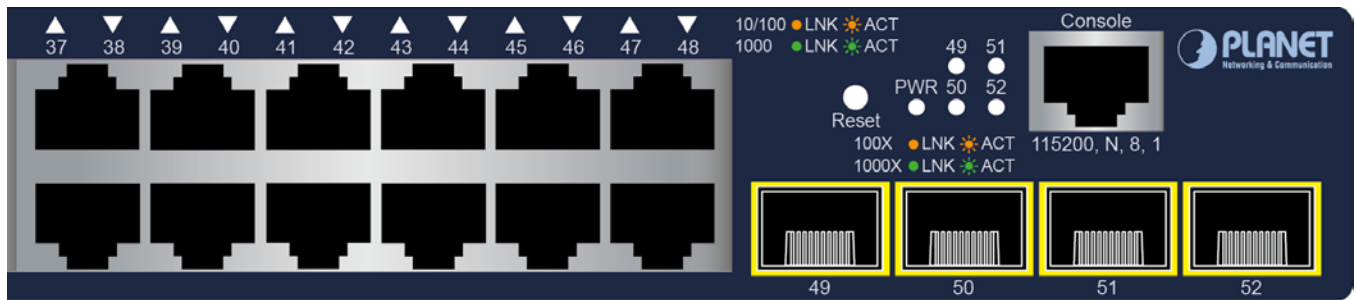 37 38 39 40 41 42 43 44 45 46 47 48
10/100 LNK ACT
1000 LNK ACT
49 51
PWR 50 52
Reset
100X LNK ACT
1000X LNK ACT
Console
115200, N, 8, 1
PLANET
Networking & Communication
49 50 51 52